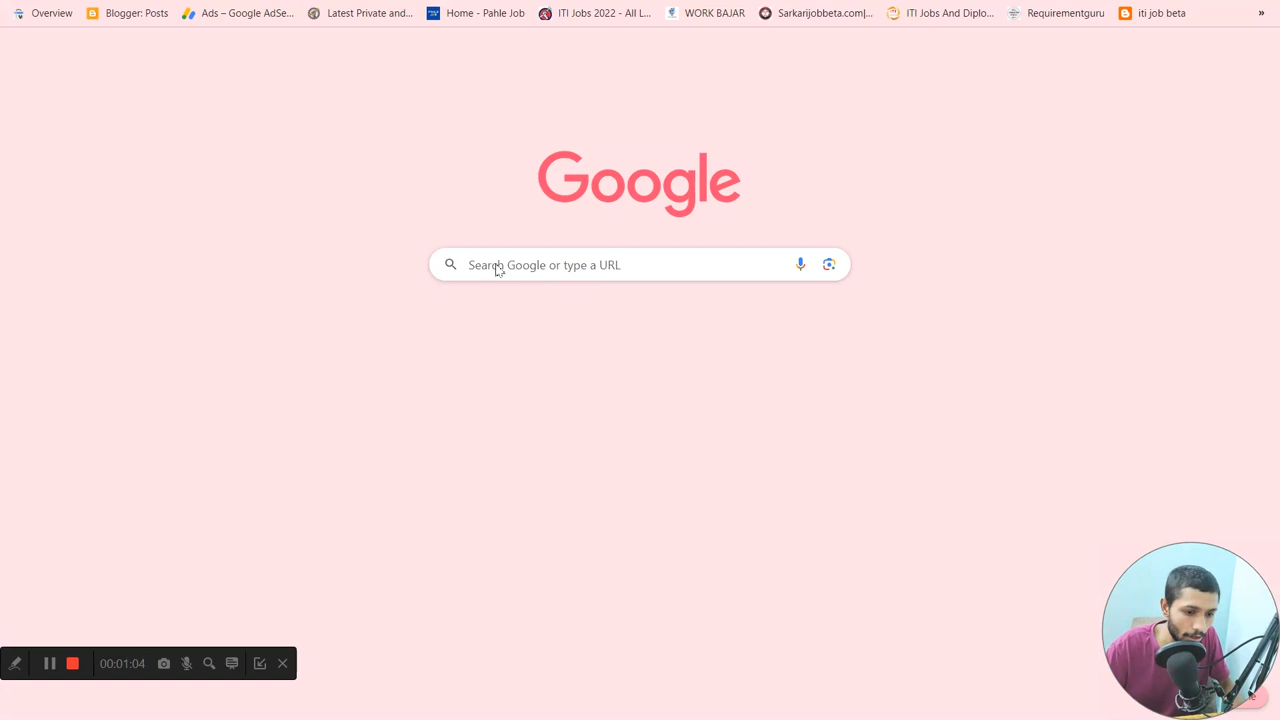 Overview
Blogger: Posts
Ads – Google AdSe...
Latest Private and...
Home - Pahle Job
ITI Jobs 2022 - All L...
WORK BAJAR
Sarkarijobbeta.com|...
ITI Jobs And Diplo...
Requirementguru
iti job beta
»
Google
Search Google or type a URL
00:01:04